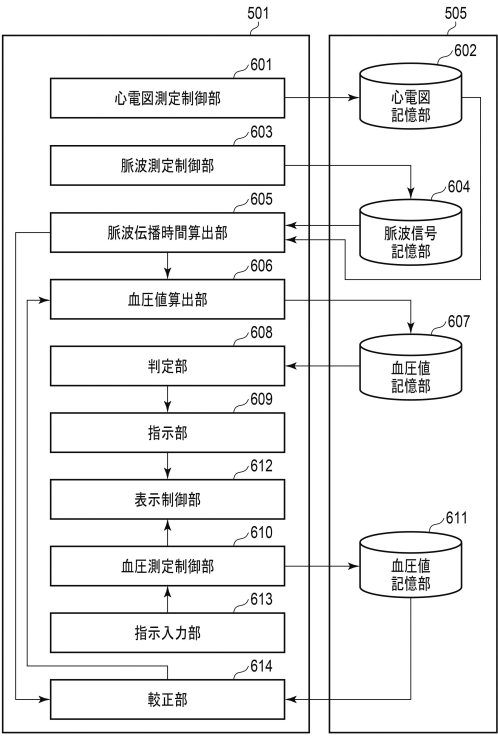 501
505
601
心電図測定制御部
602
心電図
記憶部
603
脈波測定制御部
604
脈波信号
記憶部
605
脈波伝播時間算出部
606
血圧値算出部
607
血圧値
記憶部
608
判定部
609
指示部
612
表示制御部
610
血圧測定制御部
611
血圧値
記憶部
613
指示入力部
614
較正部